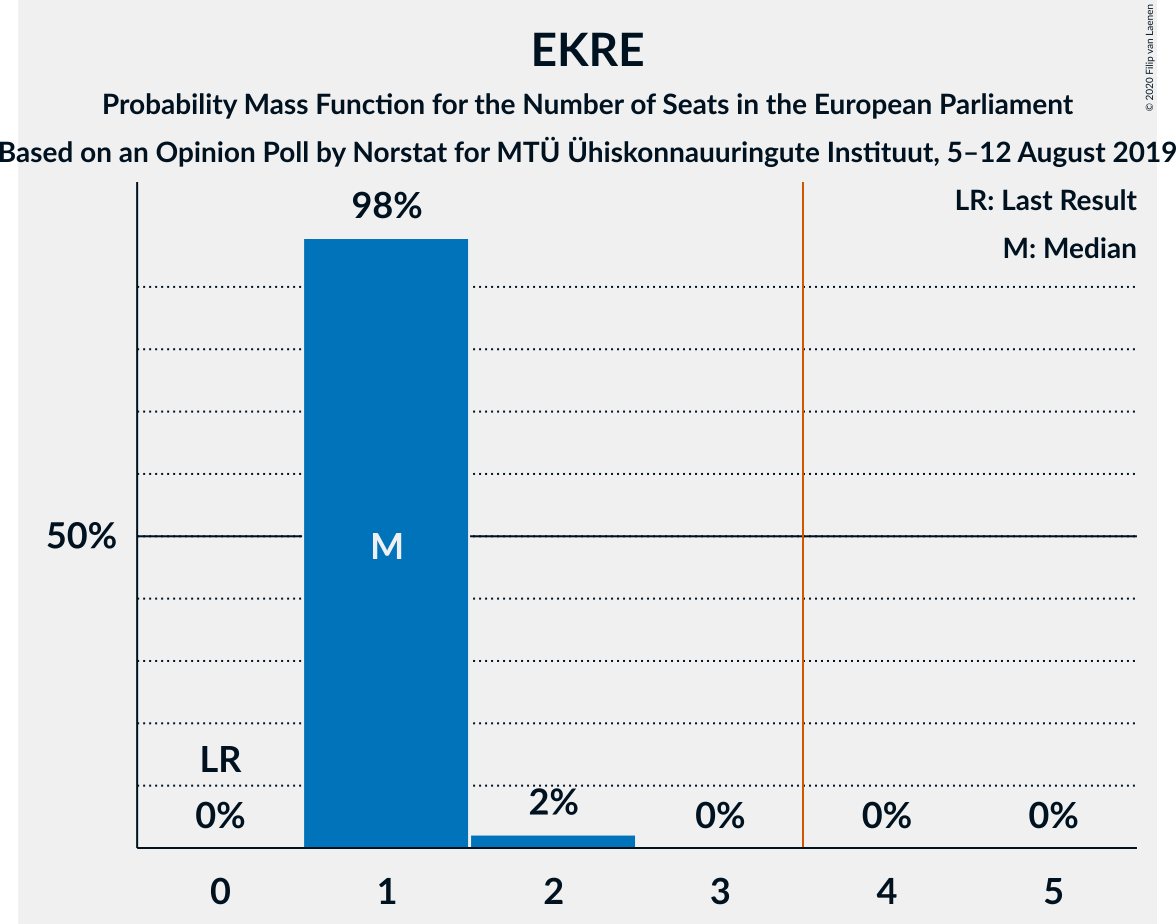 EKRE
Probability Mass Function for the Number of Seats in the European Parliament
Based on an Opinion Poll by Norstat for MTÜ Ühiskonnauuringute Instituut, 5–12 August 2019
© 2020 Filip van Laenen
LR: Last Result
M: Median
98%
50%
M
LR
0%
2%
0%
0%
0%
0 1 2 3 4 5